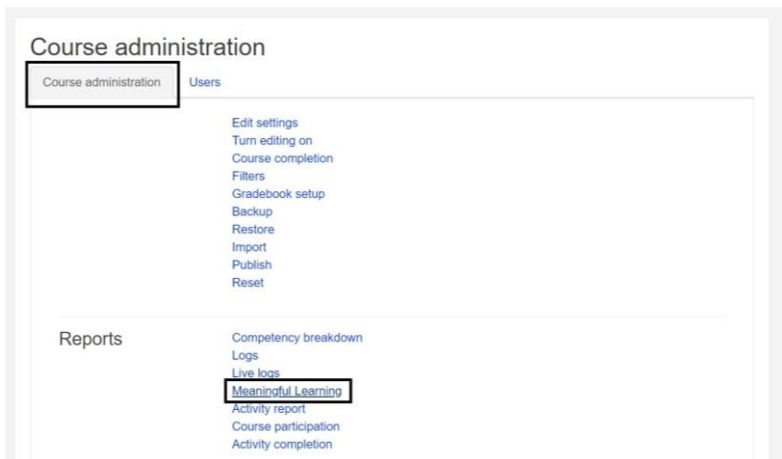 Course administration
Course administration Users
Edit settings
Turn editing on
Course completion
Filters
Gradebook setup
Backup
Restore
Import
Publish
Reset
Reports Competency breakdown
Logs
Live logs
Meaningful Learning
Activity report
Course participation
Activity completion